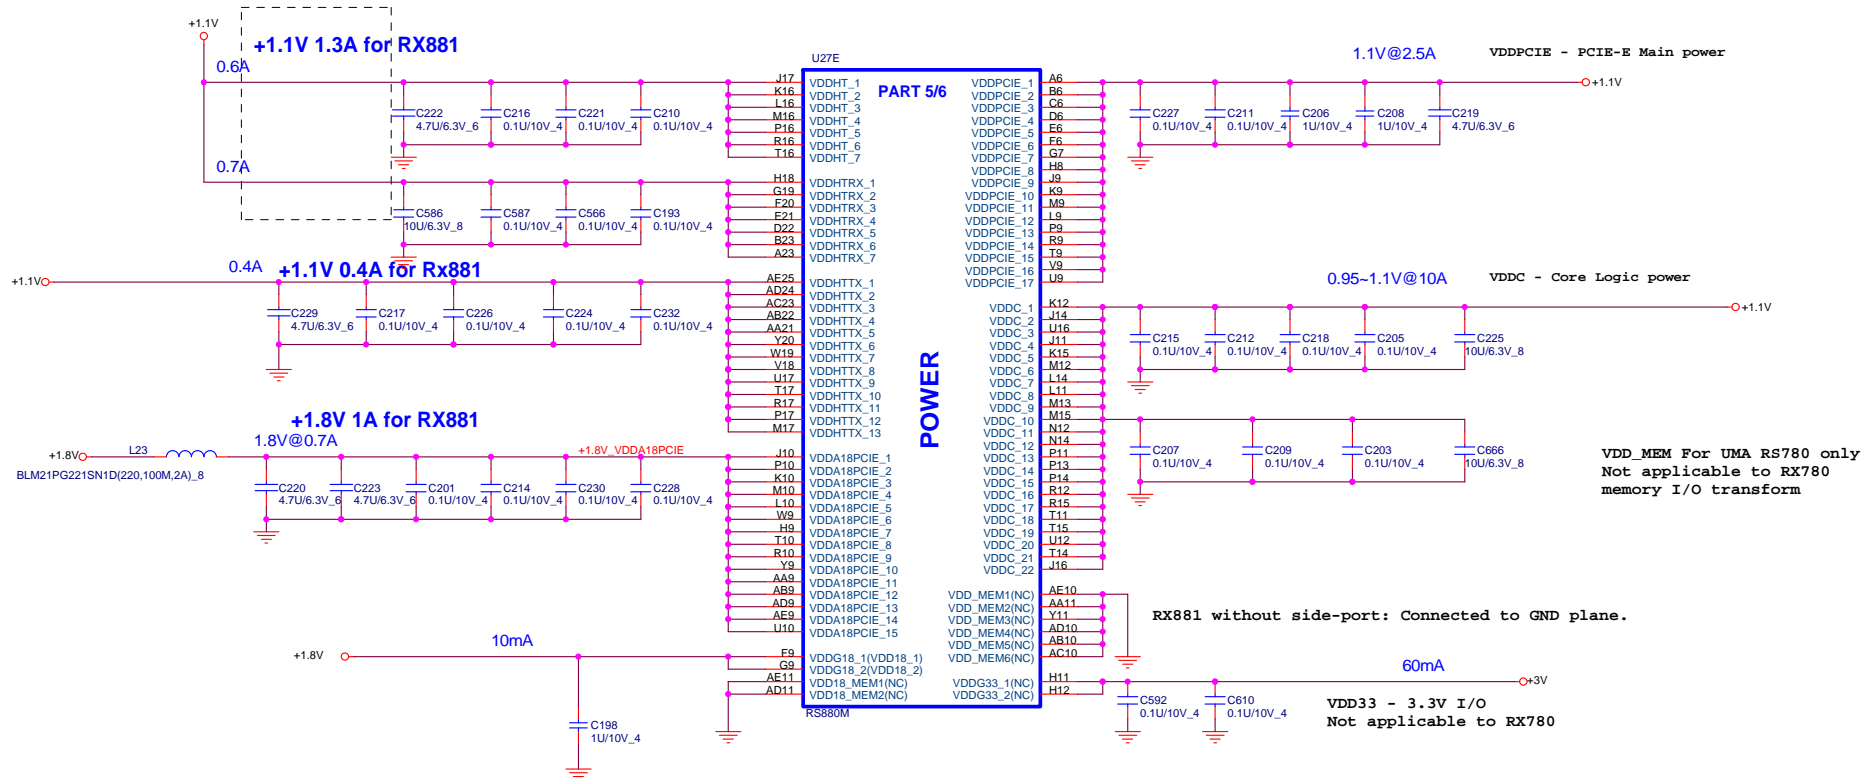 +1.1V
+1.1V 1.3A for RX881
0.6A
C222
4.7U/6.3V_6
C216
0.1U/10V_4
C221
0.1U/10V_4
C210
0.1U/10V_4
0.7A
C586
10U/6.3V_8
C587
0.1U/10V_4
C566
0.1U/10V_4
C193
0.1U/10V_4
0.4A
+1.1V 0.4A for Rx881
+1.1V
C229
4.7U/6.3V_6
C217
0.1U/10V_4
C226
0.1U/10V_4
C224
0.1U/10V_4
C232
0.1U/10V_4
+1.8V 1A for RX881
1.8V@0.7A
+1.8V
L23
BLM21PG221SN1D(220,100M,2A)_8
+1.8V_VDDA18PCIE
C220
4.7U/6.3V_6
C223
4.7U/6.3V_6
C201
0.1U/10V_4
C214
0.1U/10V_4
C230
0.1U/10V_4
C228
0.1U/10V_4
10mA
+1.8V
C198
1U/10V_4
U27E
PART 5/6
POWER
RS880M
J17 VDDHT_1
K16 VDDHT_2
L16 VDDHT_3
M16 VDDHT_4
P16 VDDHT_5
R16 VDDHT_6
T16 VDDHT_7
H18 VDDHTRX_1
G19 VDDHTRX_2
F20 VDDHTRX_3
E21 VDDHTRX_4
D22 VDDHTRX_5
B23 VDDHTRX_6
A23 VDDHTRX_7
AE25 VDDHTTX_1
AD24 VDDHTTX_2
AC23 VDDHTTX_3
AB22 VDDHTTX_4
AA21 VDDHTTX_5
Y20 VDDHTTX_6
W19 VDDHTTX_7
V18 VDDHTTX_8
U17 VDDHTTX_9
T17 VDDHTTX_10
R17 VDDHTTX_11
P17 VDDHTTX_12
M17 VDDHTTX_13
J10 VDDA18PCIE_1
P10 VDDA18PCIE_2
K10 VDDA18PCIE_3
M10 VDDA18PCIE_4
L10 VDDA18PCIE_5
W9 VDDA18PCIE_6
H9 VDDA18PCIE_7
T10 VDDA18PCIE_8
R10 VDDA18PCIE_9
Y9 VDDA18PCIE_10
AA9 VDDA18PCIE_11
AB9 VDDA18PCIE_12
AD9 VDDA18PCIE_13
AE9 VDDA18PCIE_14
U10 VDDA18PCIE_15
F9 VDDG18_1(VDD18_1)
G9 VDDG18_2(VDD18_2)
AE11 VDD18_MEM1(NC)
AD11 VDD18_MEM2(NC)
VDDPCIE_1 A6
VDDPCIE_2 B6
VDDPCIE_3 C6
VDDPCIE_4 D6
VDDPCIE_5 E6
VDDPCIE_6 F6
VDDPCIE_7 G7
VDDPCIE_8 H8
VDDPCIE_9 J9
VDDPCIE_10 K9
VDDPCIE_11 M9
VDDPCIE_12 L9
VDDPCIE_13 P9
VDDPCIE_14 R9
VDDPCIE_15 T9
VDDPCIE_16 V9
VDDPCIE_17 U9
VDDC_1 K12
VDDC_2 J14
VDDC_3 U16
VDDC_4 J11
VDDC_5 K15
VDDC_6 M12
VDDC_7 L14
VDDC_8 L11
VDDC_9 M13
VDDC_10 M15
VDDC_11 N12
VDDC_12 N14
VDDC_13 P11
VDDC_14 P13
VDDC_15 P14
VDDC_16 R12
VDDC_17 R15
VDDC_18 T11
VDDC_19 T15
VDDC_20 U12
VDDC_21 T14
VDDC_22 J16
VDD_MEM1(NC) AE10
VDD_MEM2(NC) AA11
VDD_MEM3(NC) Y11
VDD_MEM4(NC) AD10
VDD_MEM5(NC) AB10
VDD_MEM6(NC) AC10
VDDG33_1(NC) H11
VDDG33_2(NC) H12
1.1V@2.5A
VDDPCIE - PCIE-E Main power
+1.1V
C227
0.1U/10V_4
C211
0.1U/10V_4
C206
1U/10V_4
C208
1U/10V_4
C219
4.7U/6.3V_6
0.95~1.1V@10A
VDDC - Core Logic power
+1.1V
C215
0.1U/10V_4
C212
0.1U/10V_4
C218
0.1U/10V_4
C205
0.1U/10V_4
C225
10U/6.3V_8
C207
0.1U/10V_4
C209
0.1U/10V_4
C203
0.1U/10V_4
C666
10U/6.3V_8
VDD_MEM For UMA RS780 only
Not applicable to RX780
memory I/O transform
RX881 without side-port: Connected to GND plane.
60mA
+3V
C592
0.1U/10V_4
C610
0.1U/10V_4
VDD33 - 3.3V I/O
Not applicable to RX780